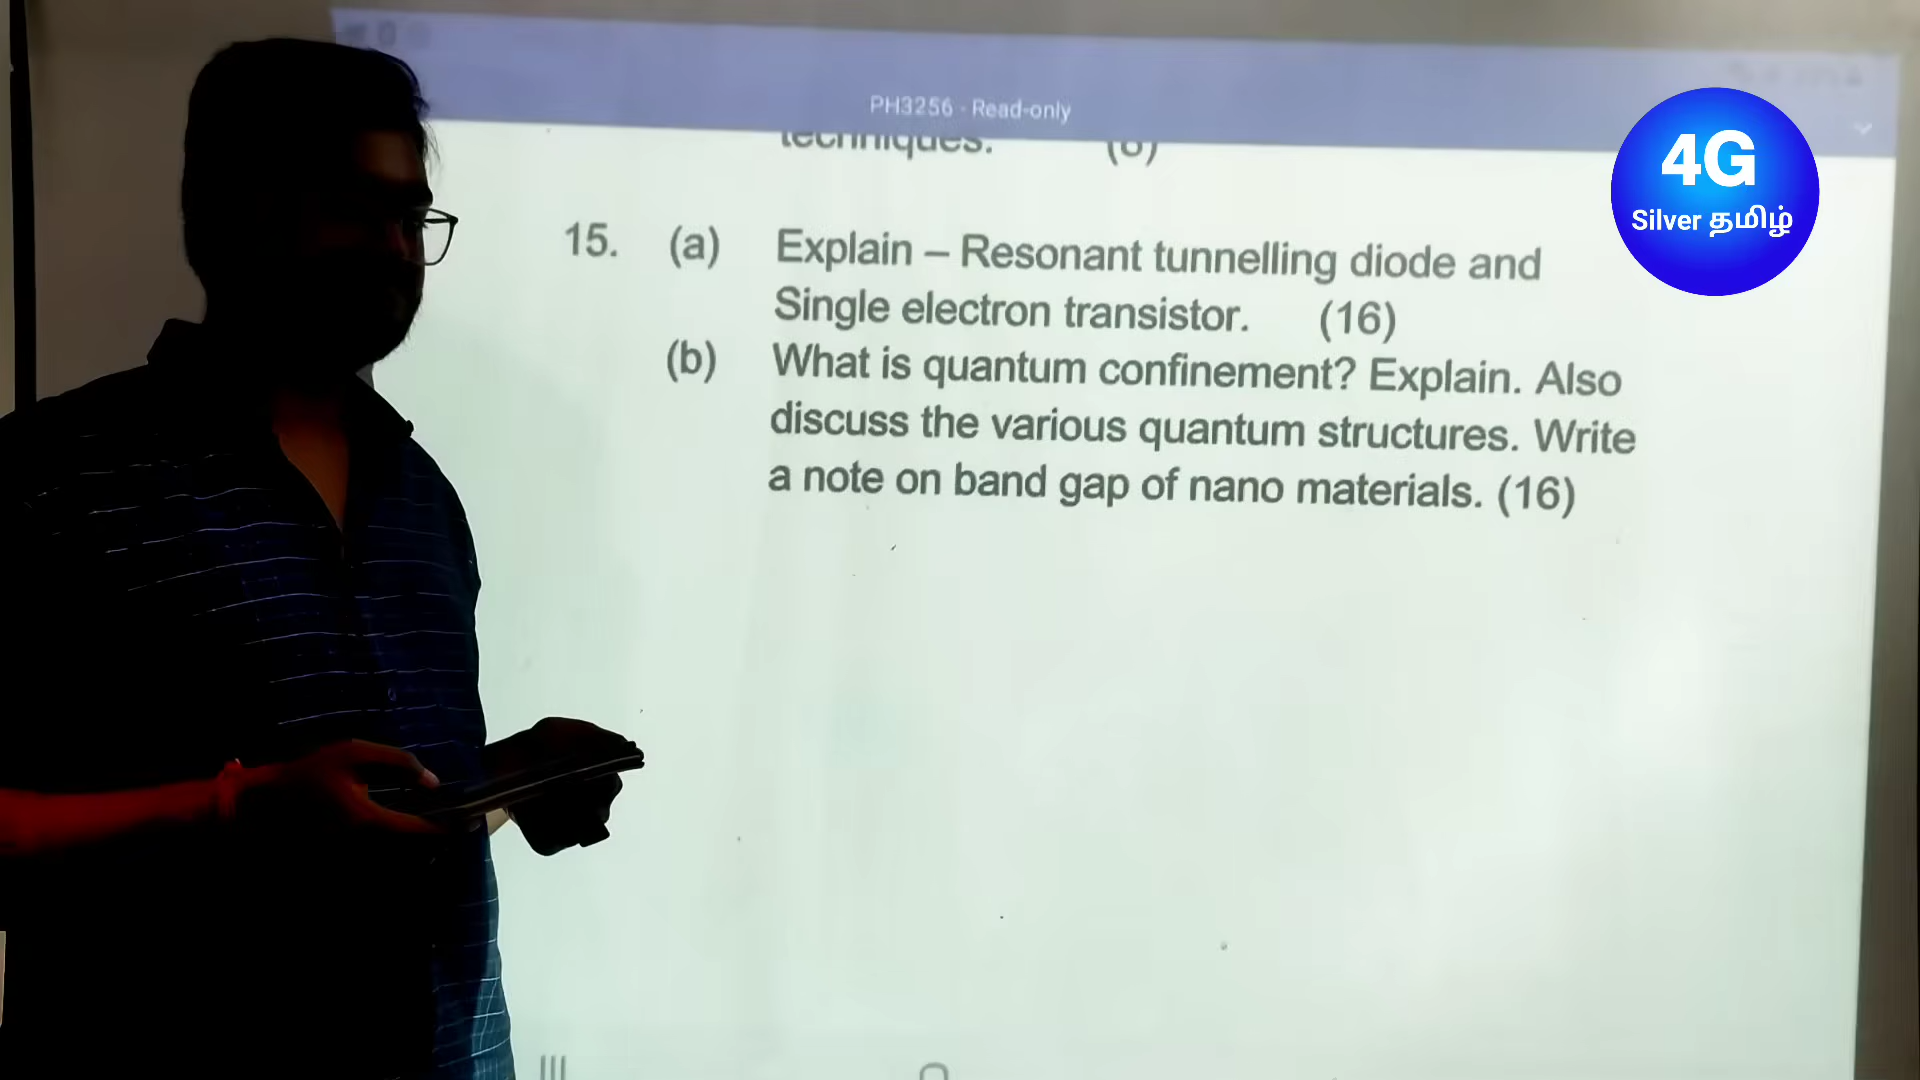 PH3256 - Read-only
techniques.
15. (a) Explain – Resonant tunnelling diode and
Single electron transistor. (16)
(b) What is quantum confinement? Explain. Also
discuss the various quantum structures. Write
a note on band gap of nano materials. (16)
4G
Silver தமிழ்